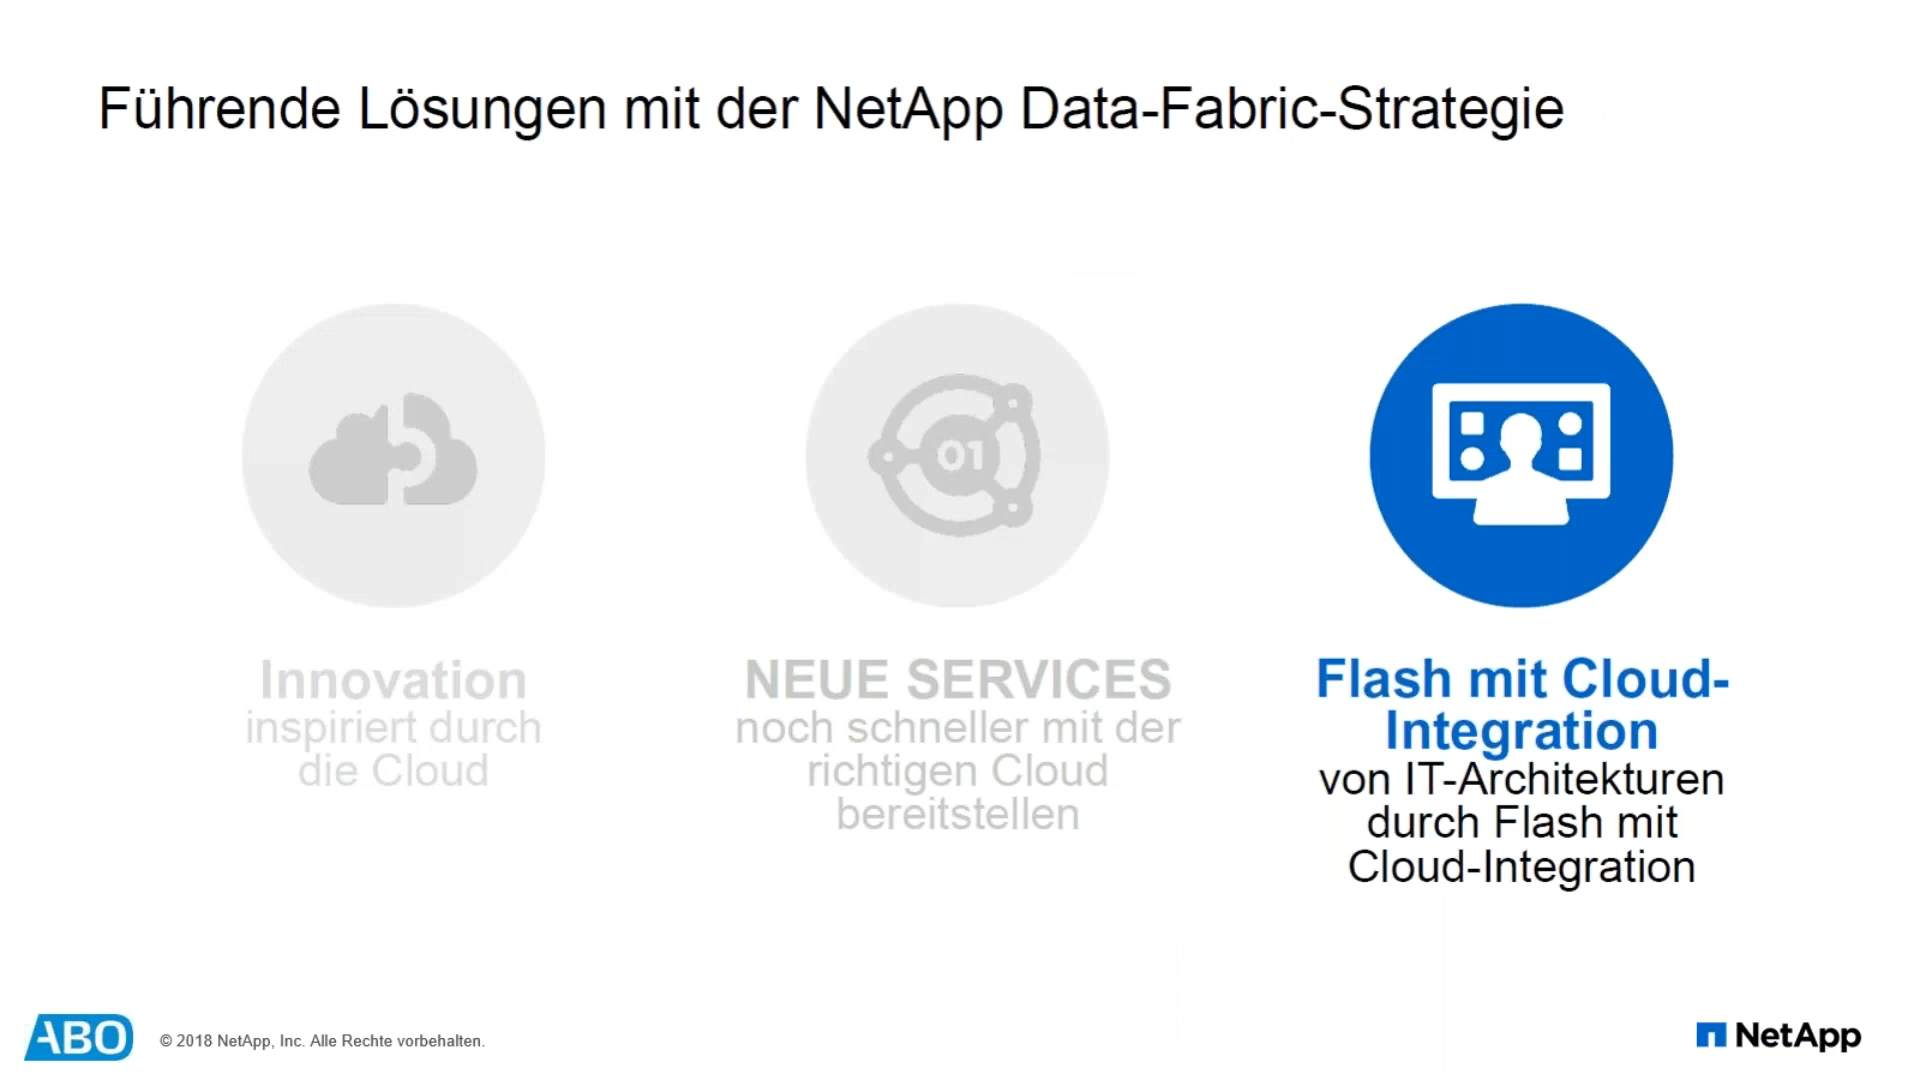 Führende Lösungen mit der NetApp Data-Fabric-Strategie
01
Innovation
inspiriert durch
die Cloud
NEUE SERVICES
noch schneller mit der
richtigen Cloud
bereitstellen
Flash mit Cloud-
Integration
von IT-Architekturen
durch Flash mit
Cloud-Integration
ABO
© 2018 NetApp, Inc. Alle Rechte vorbehalten.
NetApp